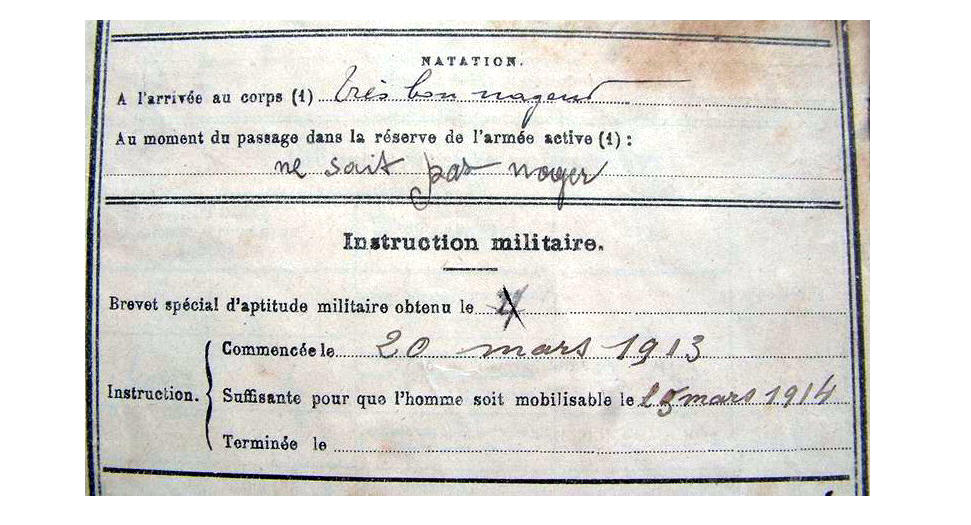 NATATION.
A l'arrivée au corps (1) très bon nageur
Au moment du passage dans la réserve de l'armée active (1) :
ne sait pas nager
Instruction militaire.
Brevet spécial d'aptitude militaire obtenu le
Commencée le 20 mars 1913
Instruction. Suffisante pour que l'homme soit mobilisable le 15 mars 1914
Terminée le